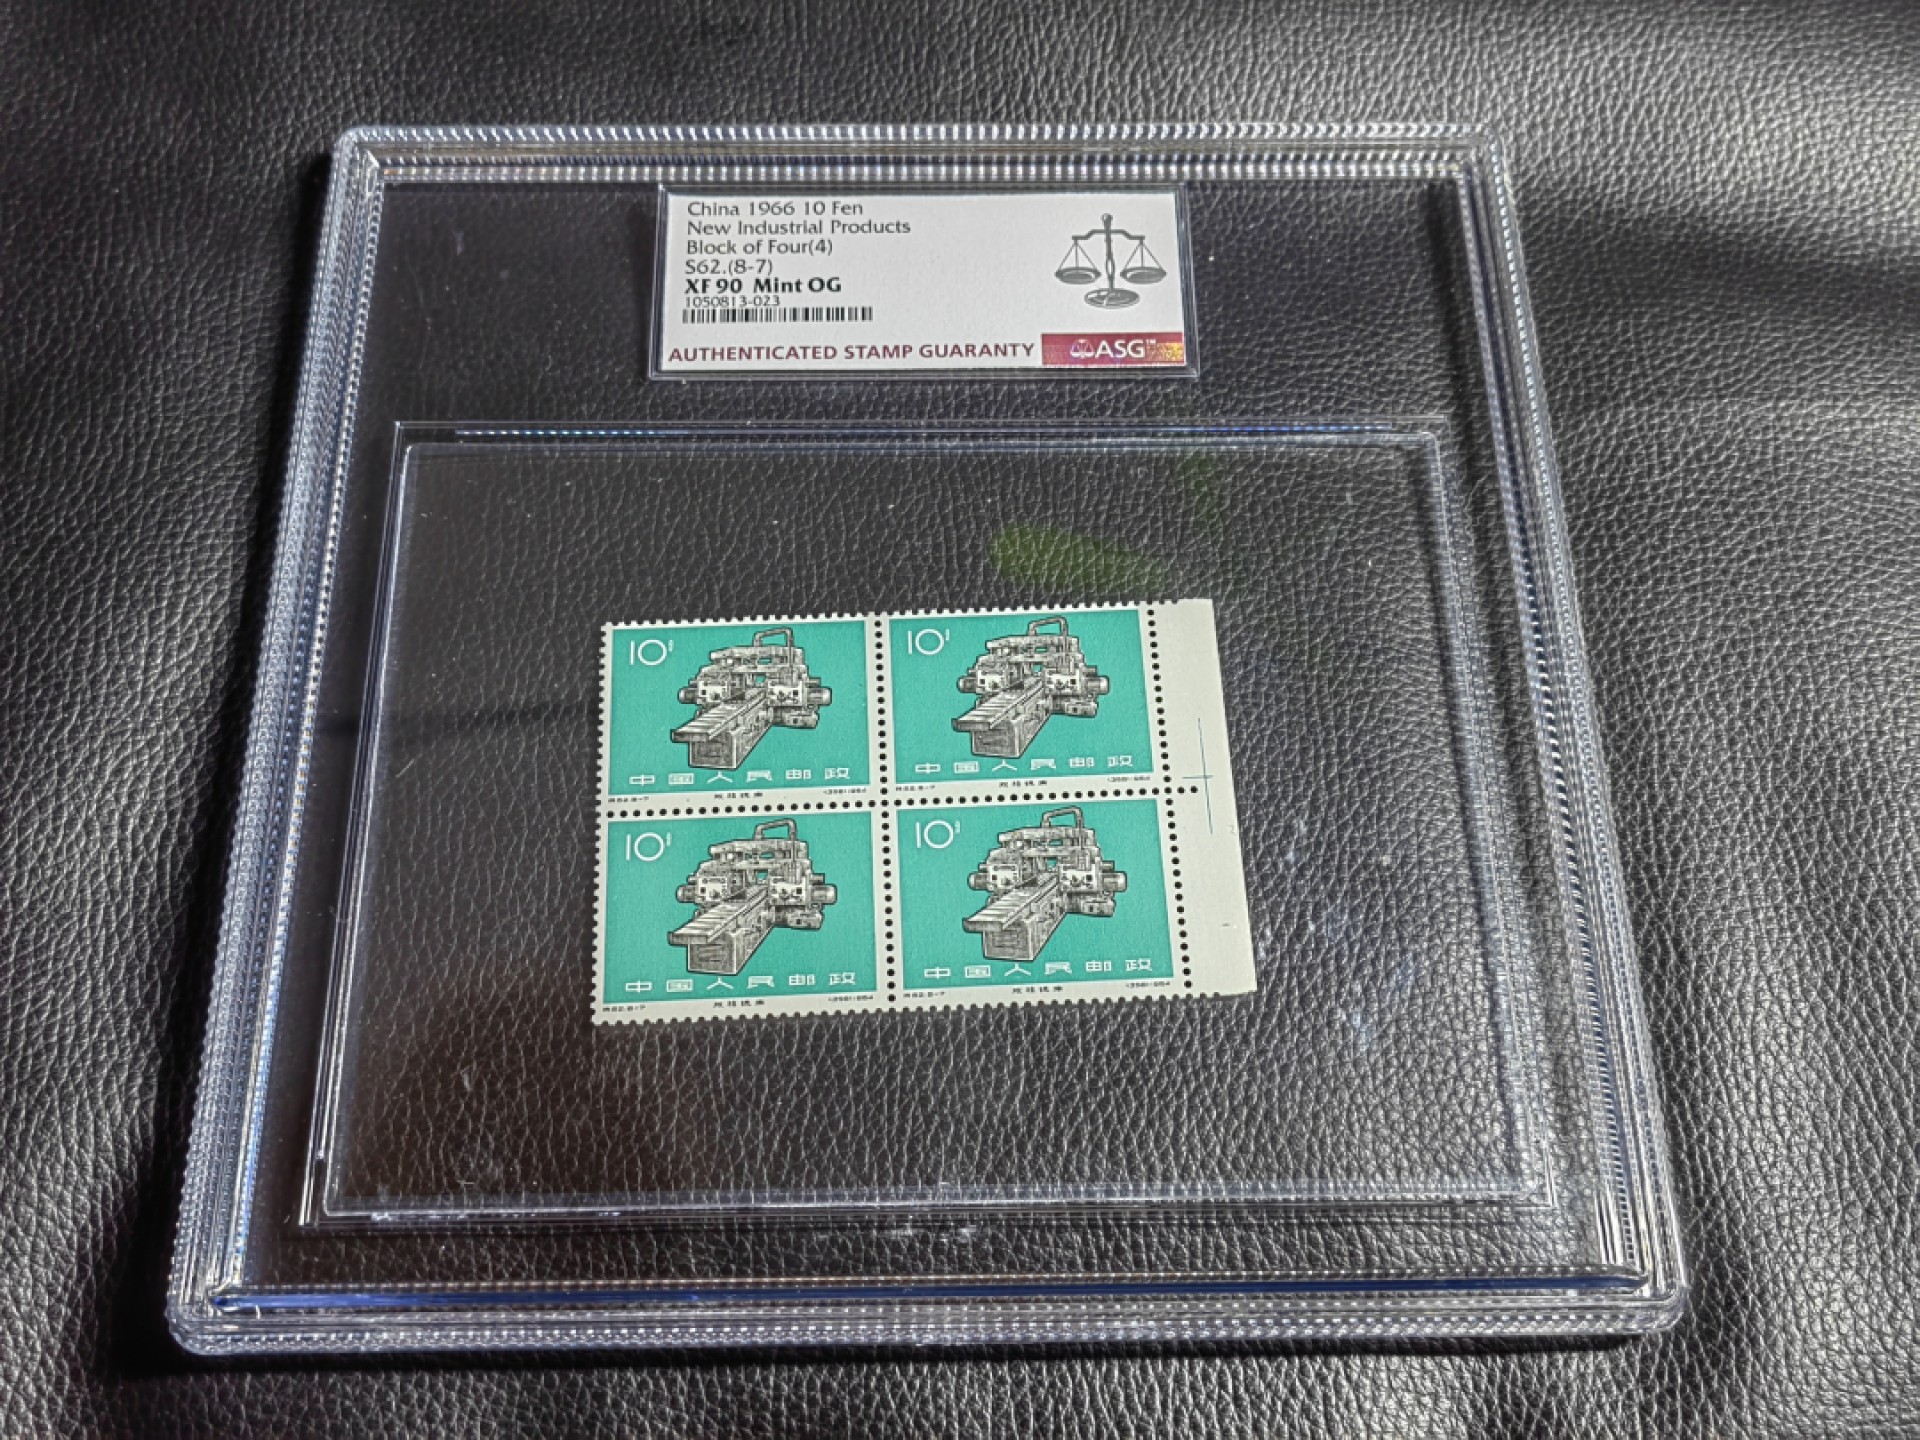 China 1966 10 Fen
New Industrial Products
Block of Four(4)
S62.(8-7)
XF 90 Mint OG
1050813-023
AUTHENTICATED STAMP GUARANTY ASG™
10 10
中国人民邮政 中国人民邮政
10 10
中国人民邮政 中国人民邮政